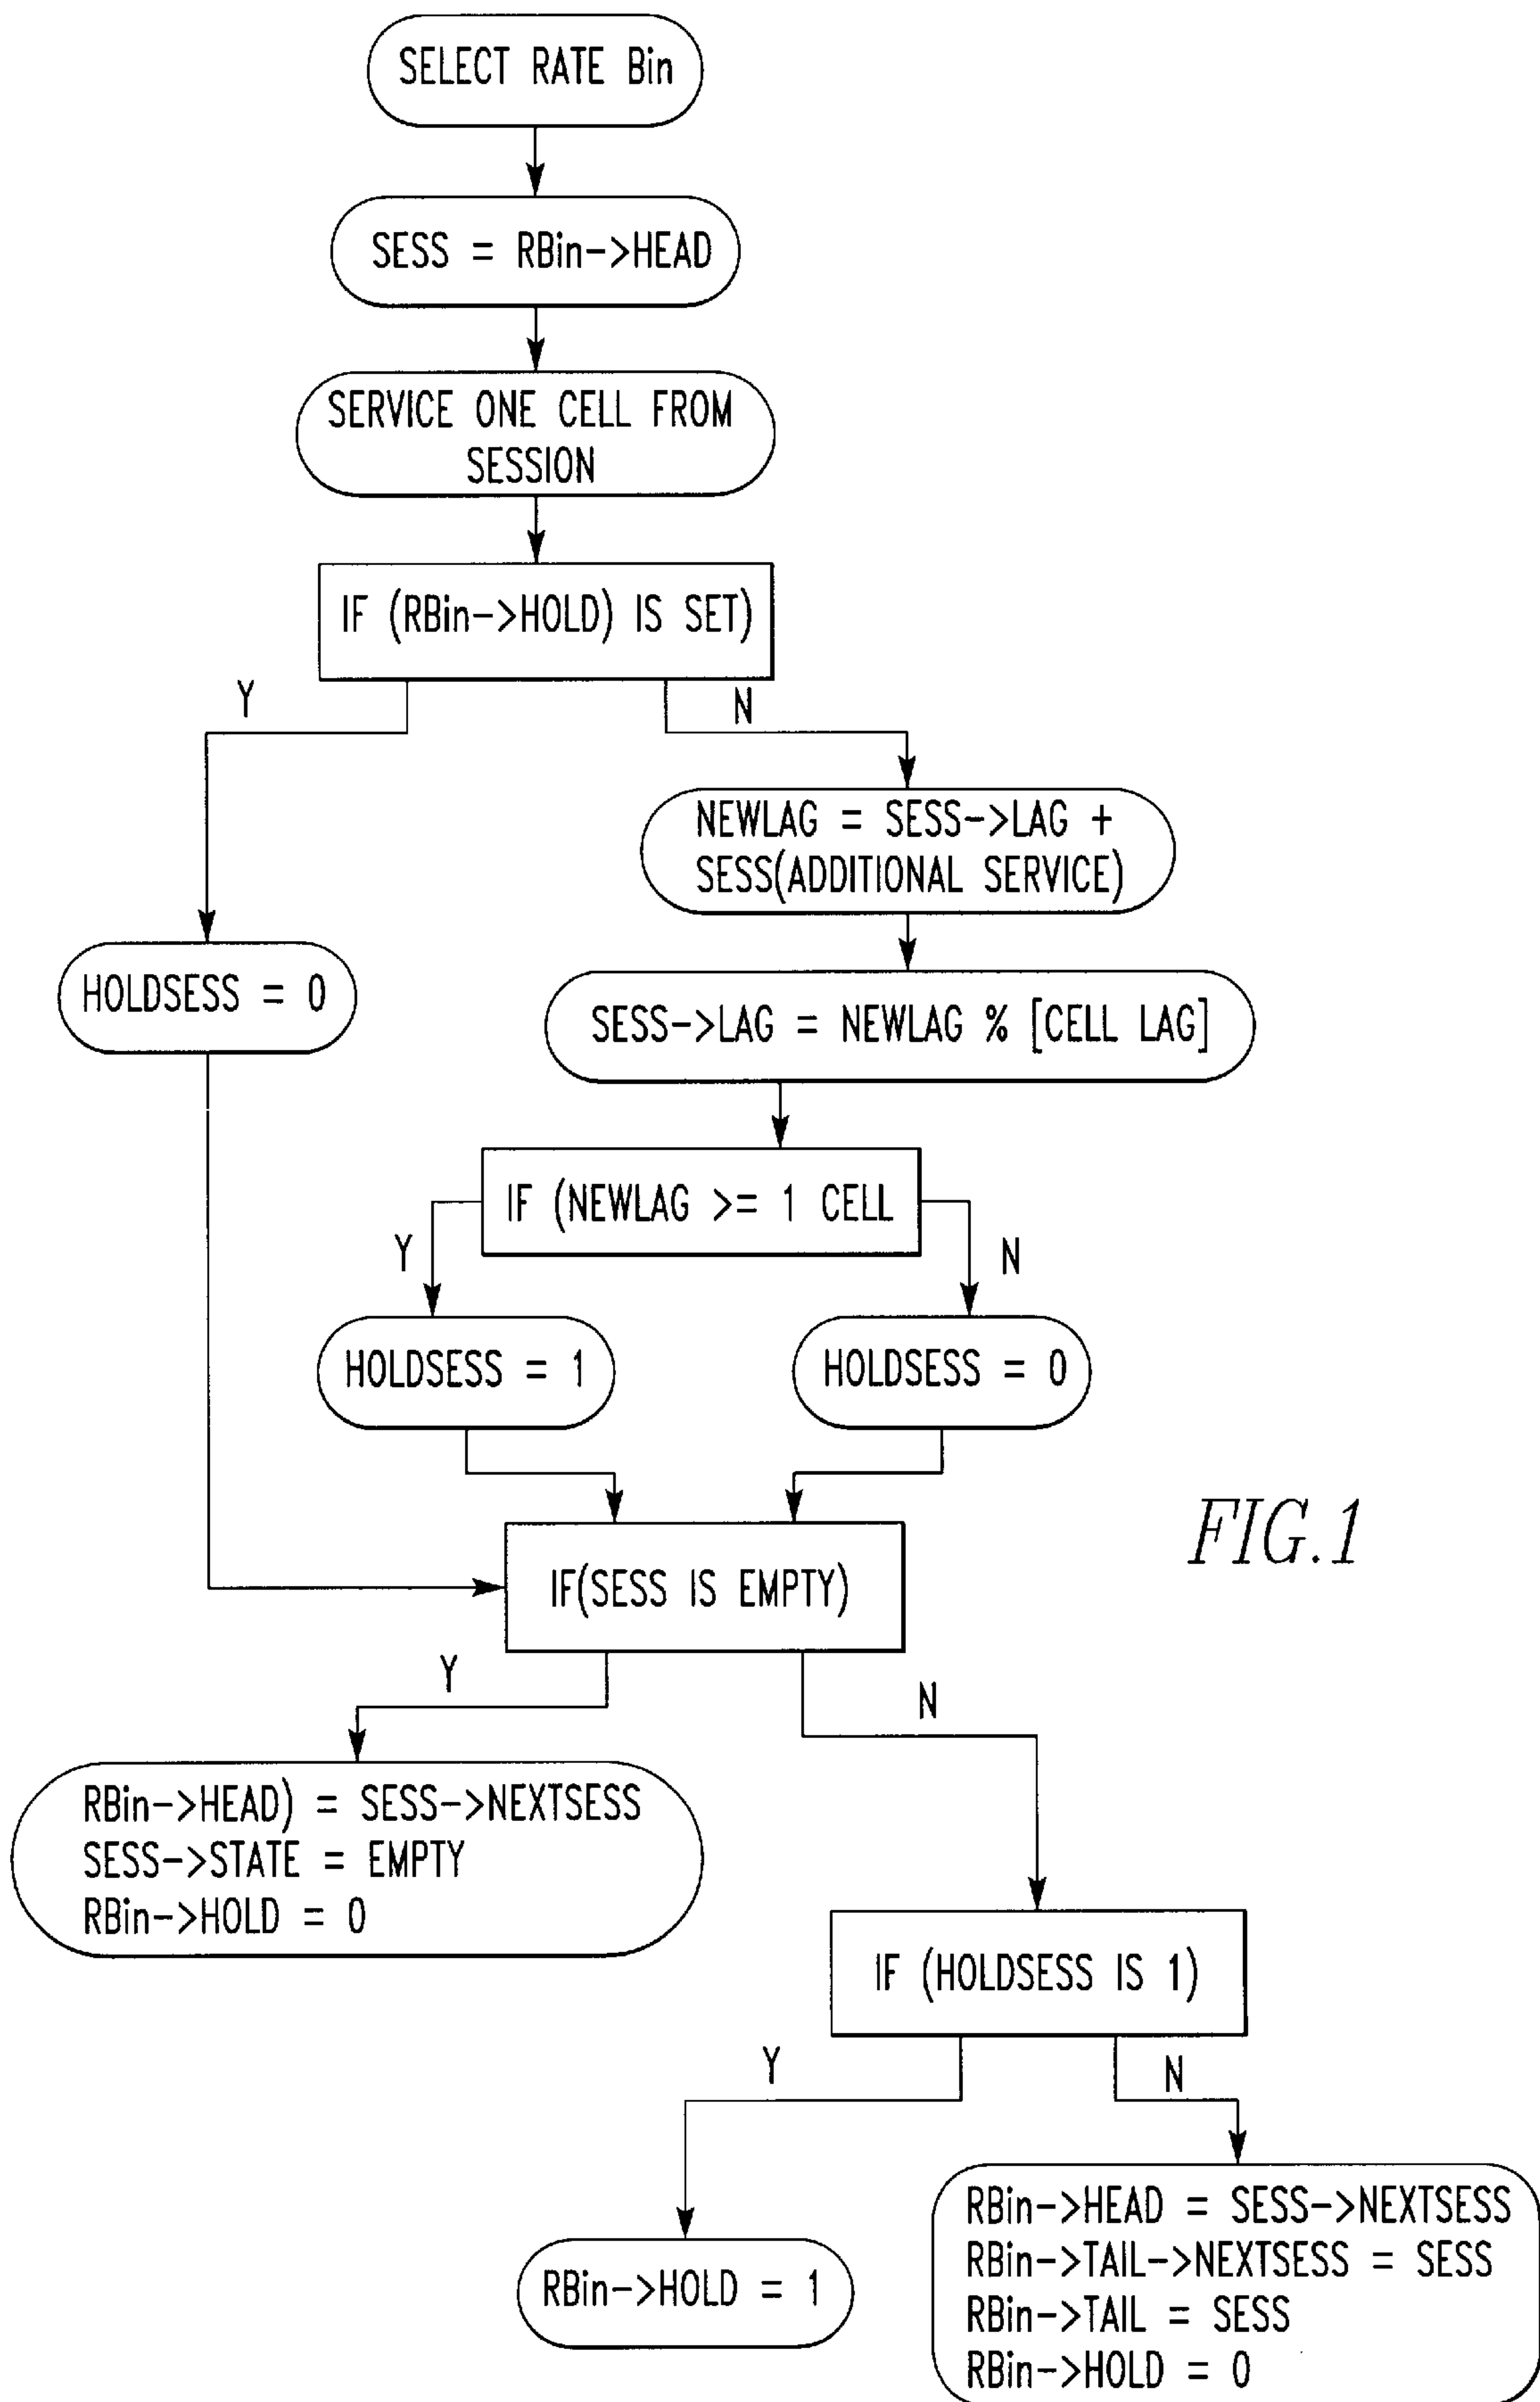 SELECT RATE Bin
SESS = RBin->HEAD
SERVICE ONE CELL FROM
SESSION
IF (RBin->HOLD) IS SET)
Y
N
NEWLAG = SESS->LAG +
SESS(ADDITIONAL SERVICE)
HOLDSESS = 0
SESS->LAG = NEWLAG % [CELL LAG]
IF (NEWLAG >= 1 CELL
Y
N
HOLDSESS = 1
HOLDSESS = 0
FIG.1
IF(SESS IS EMPTY)
Y
N
RBin->HEAD) = SESS->NEXTSESS
SESS->STATE = EMPTY
RBin->HOLD = 0
IF (HOLDSESS IS 1)
Y
N
RBin->HOLD = 1
RBin->HEAD = SESS->NEXTSESS
RBin->TAIL->NEXTSESS = SESS
RBin->TAIL = SESS
RBin->HOLD = 0